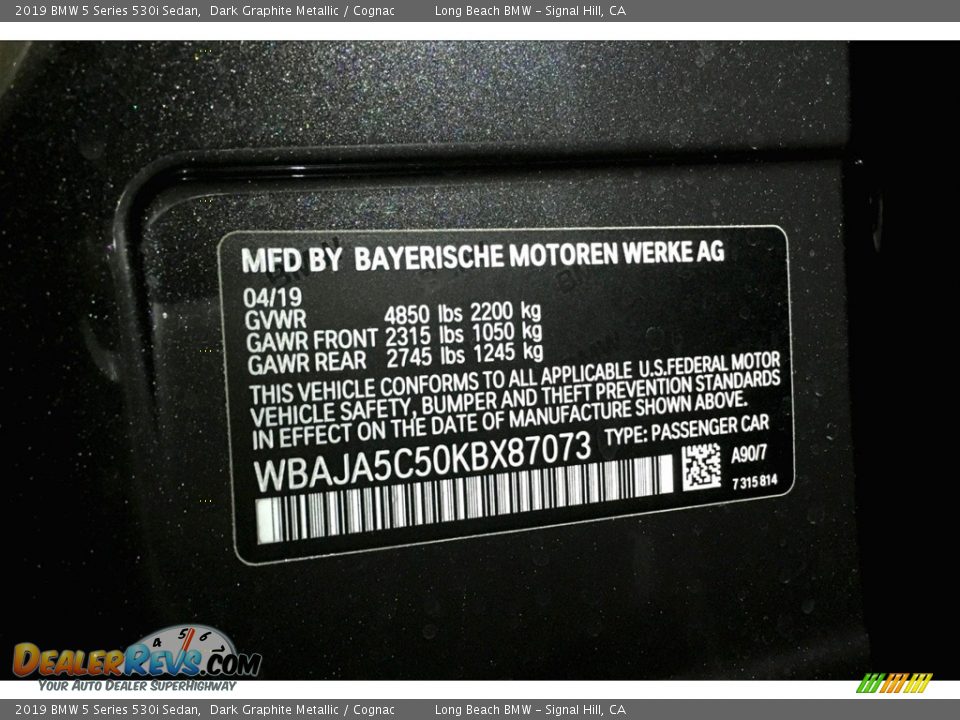 2019 BMW 5 Series 530i Sedan, Dark Graphite Metallic / Cognac Long Beach BMW - Signal Hill, CA
MFD BY BAYERISCHE MOTOREN WERKE AG
04/19
GVWR 4850 lbs 2200 kg
GAWR FRONT 2315 lbs 1050 kg
GAWR REAR 2745 lbs 1245 kg
THIS VEHICLE CONFORMS TO ALL APPLICABLE U.S.FEDERAL MOTOR
VEHICLE SAFETY, BUMPER AND THEFT PREVENTION STANDARDS
IN EFFECT ON THE DATE OF MANUFACTURE SHOWN ABOVE.
WBAJA5C50KBX87073 TYPE: PASSENGER CAR
A90/7
7 315 814
4 5 6
DEALERREVS.COM
YOUR AUTO DEALER SUPERHIGHWAY
2019 BMW 5 Series 530i Sedan, Dark Graphite Metallic / Cognac Long Beach BMW - Signal Hill, CA